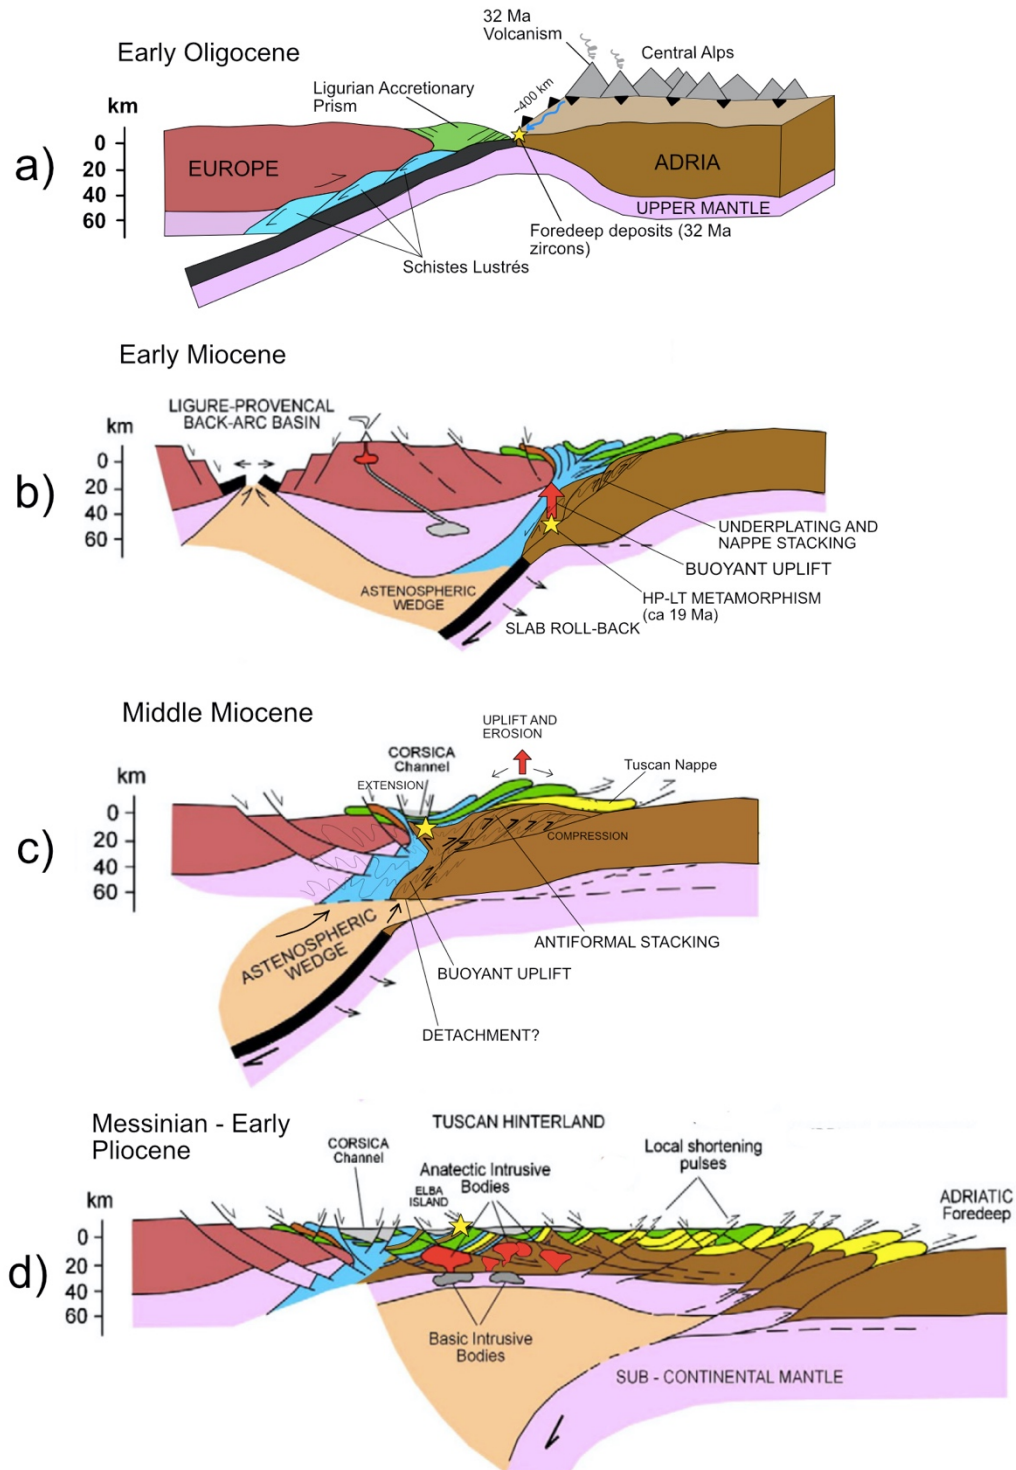 Early Oligocene
32 Ma
Volcanism
Central Alps
Ligurian Accretionary
Prism
~400 km
km
0
20
40
60
a)
EUROPE
ADRIA
UPPER MANTLE
Foredeep deposits (32 Ma
zircons)
Schistes Lustrés
Early Miocene
LIGURE-PROVENCAL
BACK-ARC BASIN
km
0
20
40
60
b)
UNDERPLATING AND
NAPPE STACKING
BUOYANT UPLIFT
ASTENOSPHERIC
WEDGE
HP-LT METAMORPHISM
(ca 19 Ma)
SLAB ROLL-BACK
Middle Miocene
UPLIFT AND
EROSION
CORSICA
Channel
EXTENSION
Tuscan Nappe
km
0
20
40
60
c)
COMPRESSION
ASTENOSPHERIC
WEDGE
ANTIFORMAL STACKING
BUOYANT UPLIFT
DETACHMENT?
Messinian - Early
Pliocene
TUSCAN HINTERLAND
CORSICA
Channel
Anatectic Intrusive
Bodies
Local shortening
pulses
ELBA
ISLAND
ADRIATIC
Foredeep
km
0
20
40
60
d)
Basic Intrusive
Bodies
SUB - CONTINENTAL MANTLE